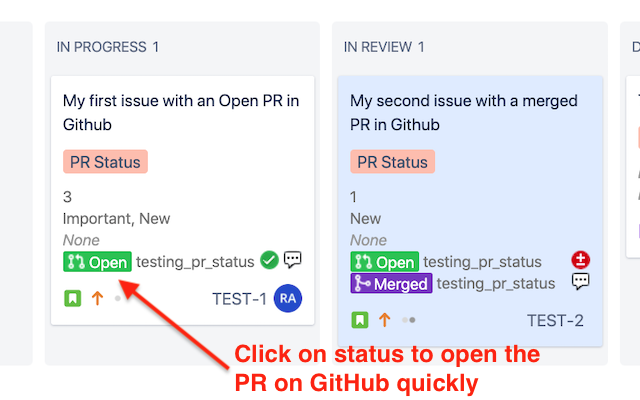 IN PROGRESS 1
My first issue with an Open PR in
Github
PR Status
3
Important, New
None
Open testing_pr_status
TEST-1 RA
IN REVIEW 1
My second issue with a merged
PR in Github
PR Status
1
New
None
Open testing_pr_status
Merged testing_pr_status
TEST-2
D
Click on status to open the
PR on GitHub quickly